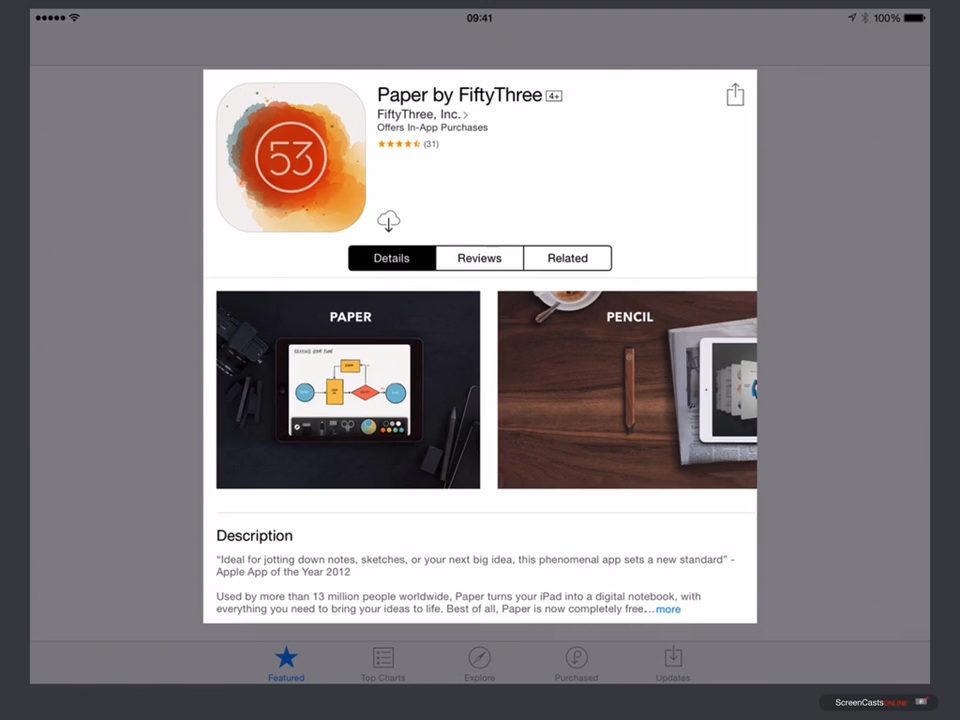 09:41
100%
53
Paper by FiftyThree 4+
FiftyThree, Inc. >
Offers In-App Purchases
(31)
Details
Reviews
Related
PAPER
PENCIL
Description
“Ideal for jotting down notes, sketches, or your next big idea, this phenomenal app sets a new standard” -
Apple App of the Year 2012
Used by more than 13 million people worldwide, Paper turns your iPad into a digital notebook, with
everything you need to bring your ideas to life. Best of all, Paper is now completely free...more
Featured
Top Charts
Explore
Purchased
Updates
ScreenCastsONLINE